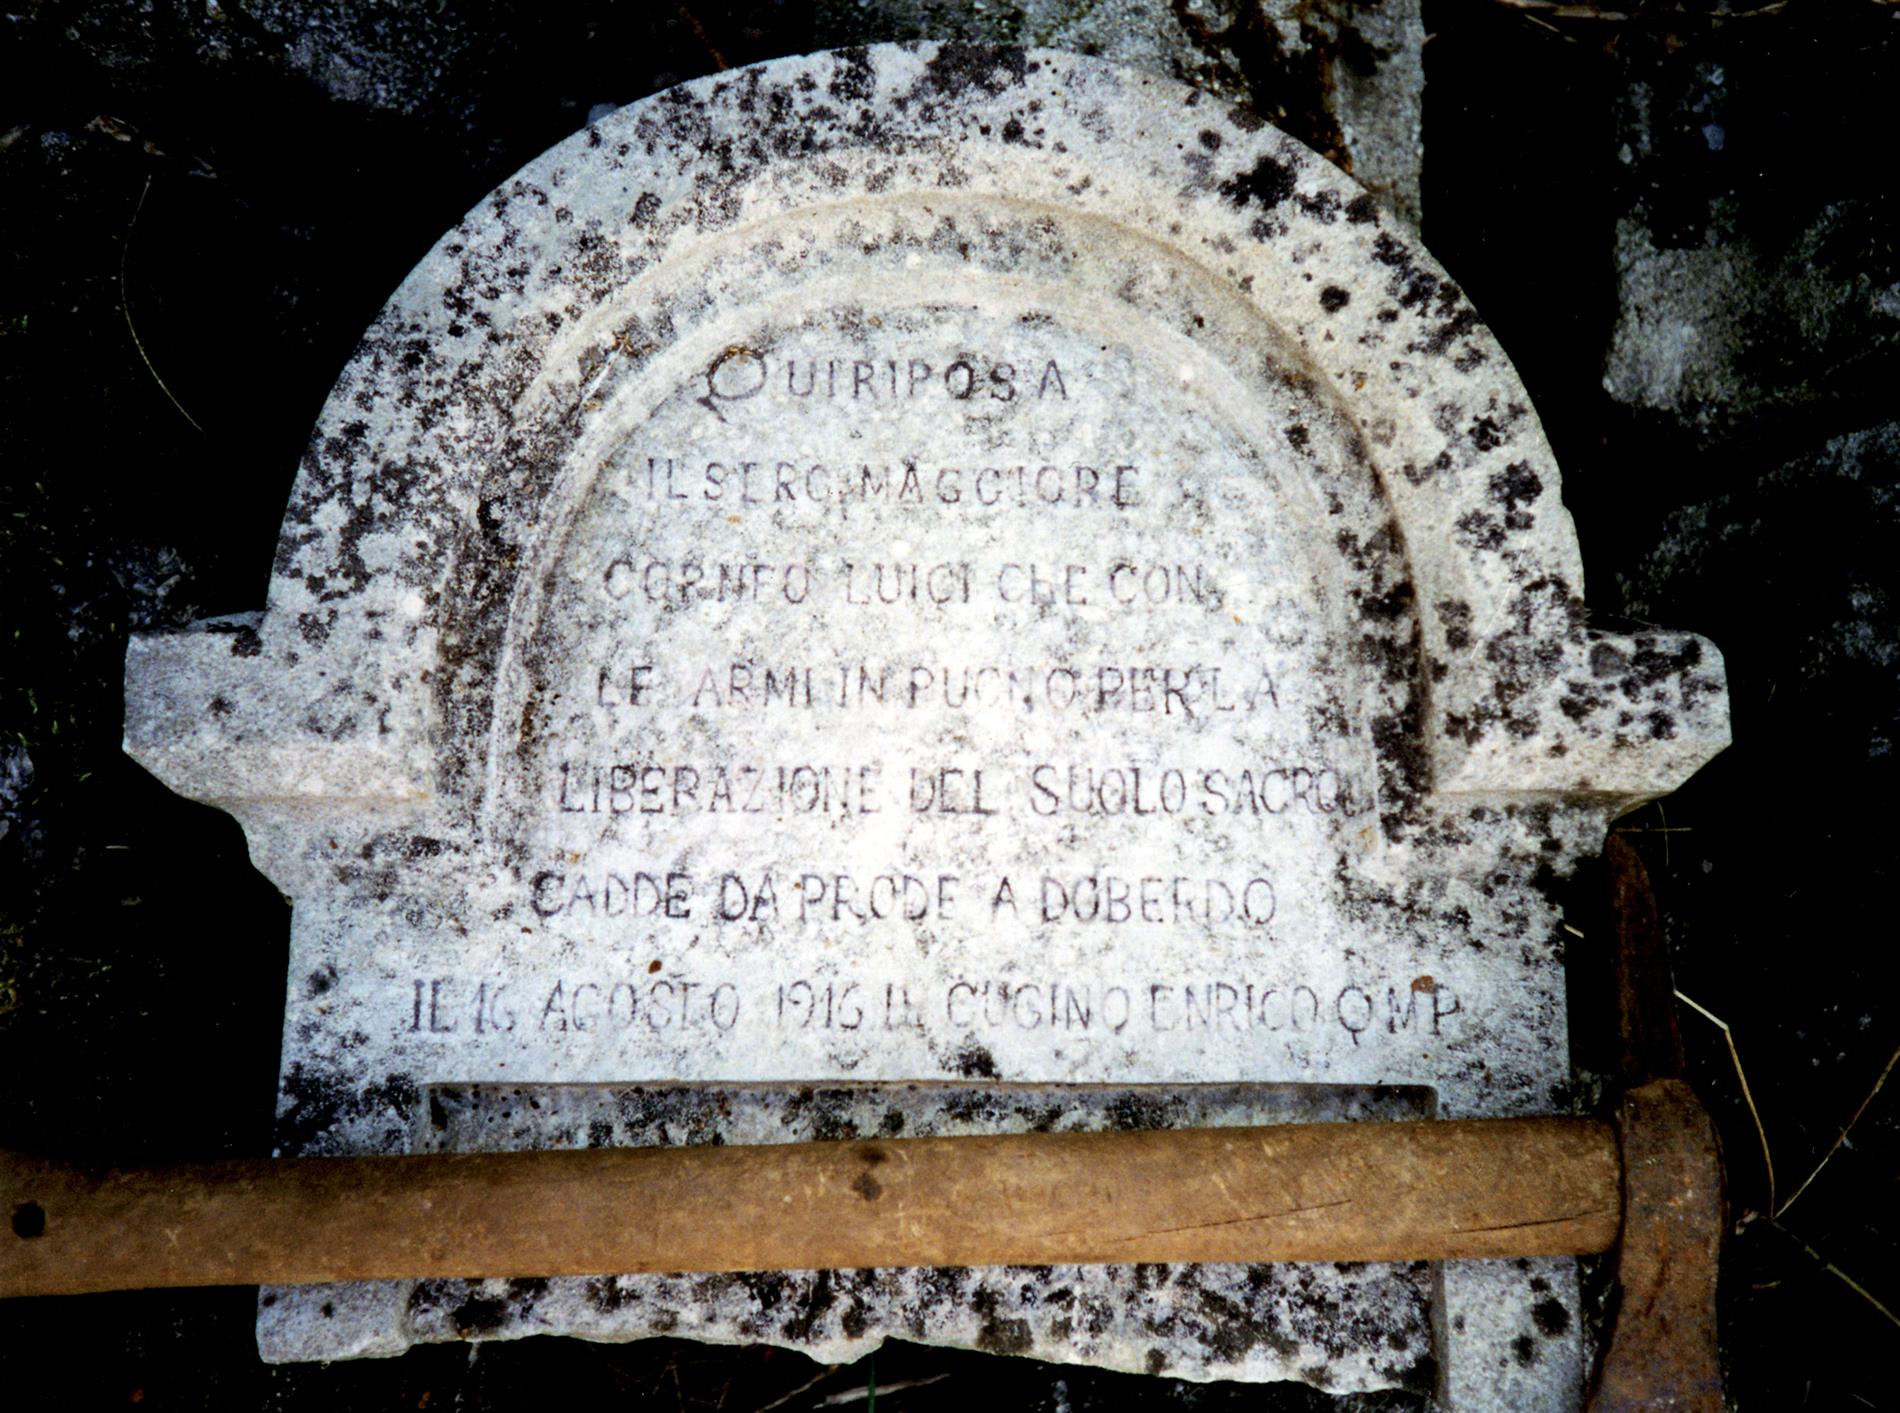 QUI RIPOSA
IL SERG. MAGGIORE
CORNEO LUIGI CHE CON
LE ARMI IN PUGNO PER LA
LIBERAZIONE DEL SUOLO SACRO
CADDE DA PRODE A DOBERDO
IL 16 AGOSTO 1916 IL CUGINO ENRICO Q M P